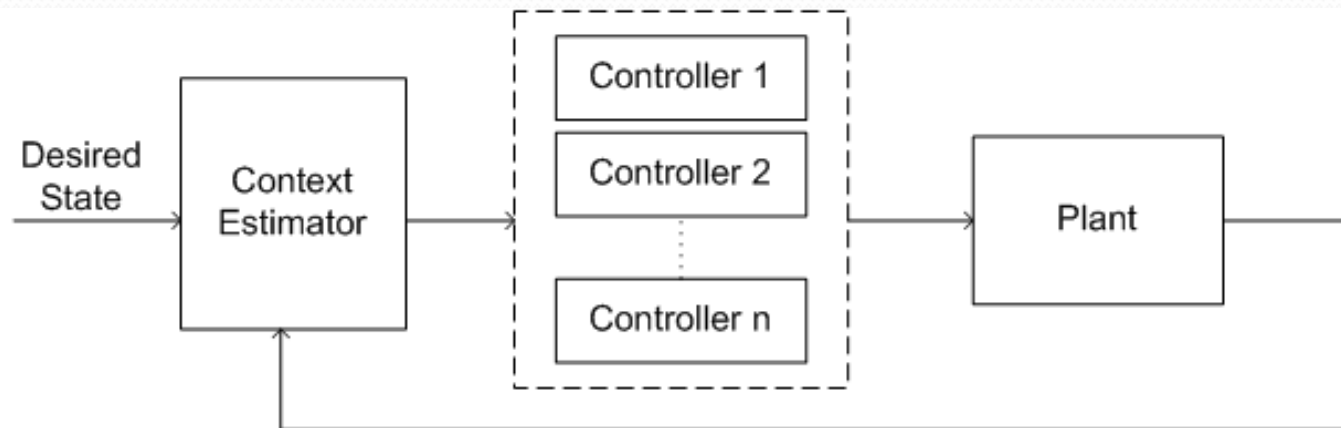 Desired
State
Context
Estimator
Controller 1
Controller 2
Controller n
Plant